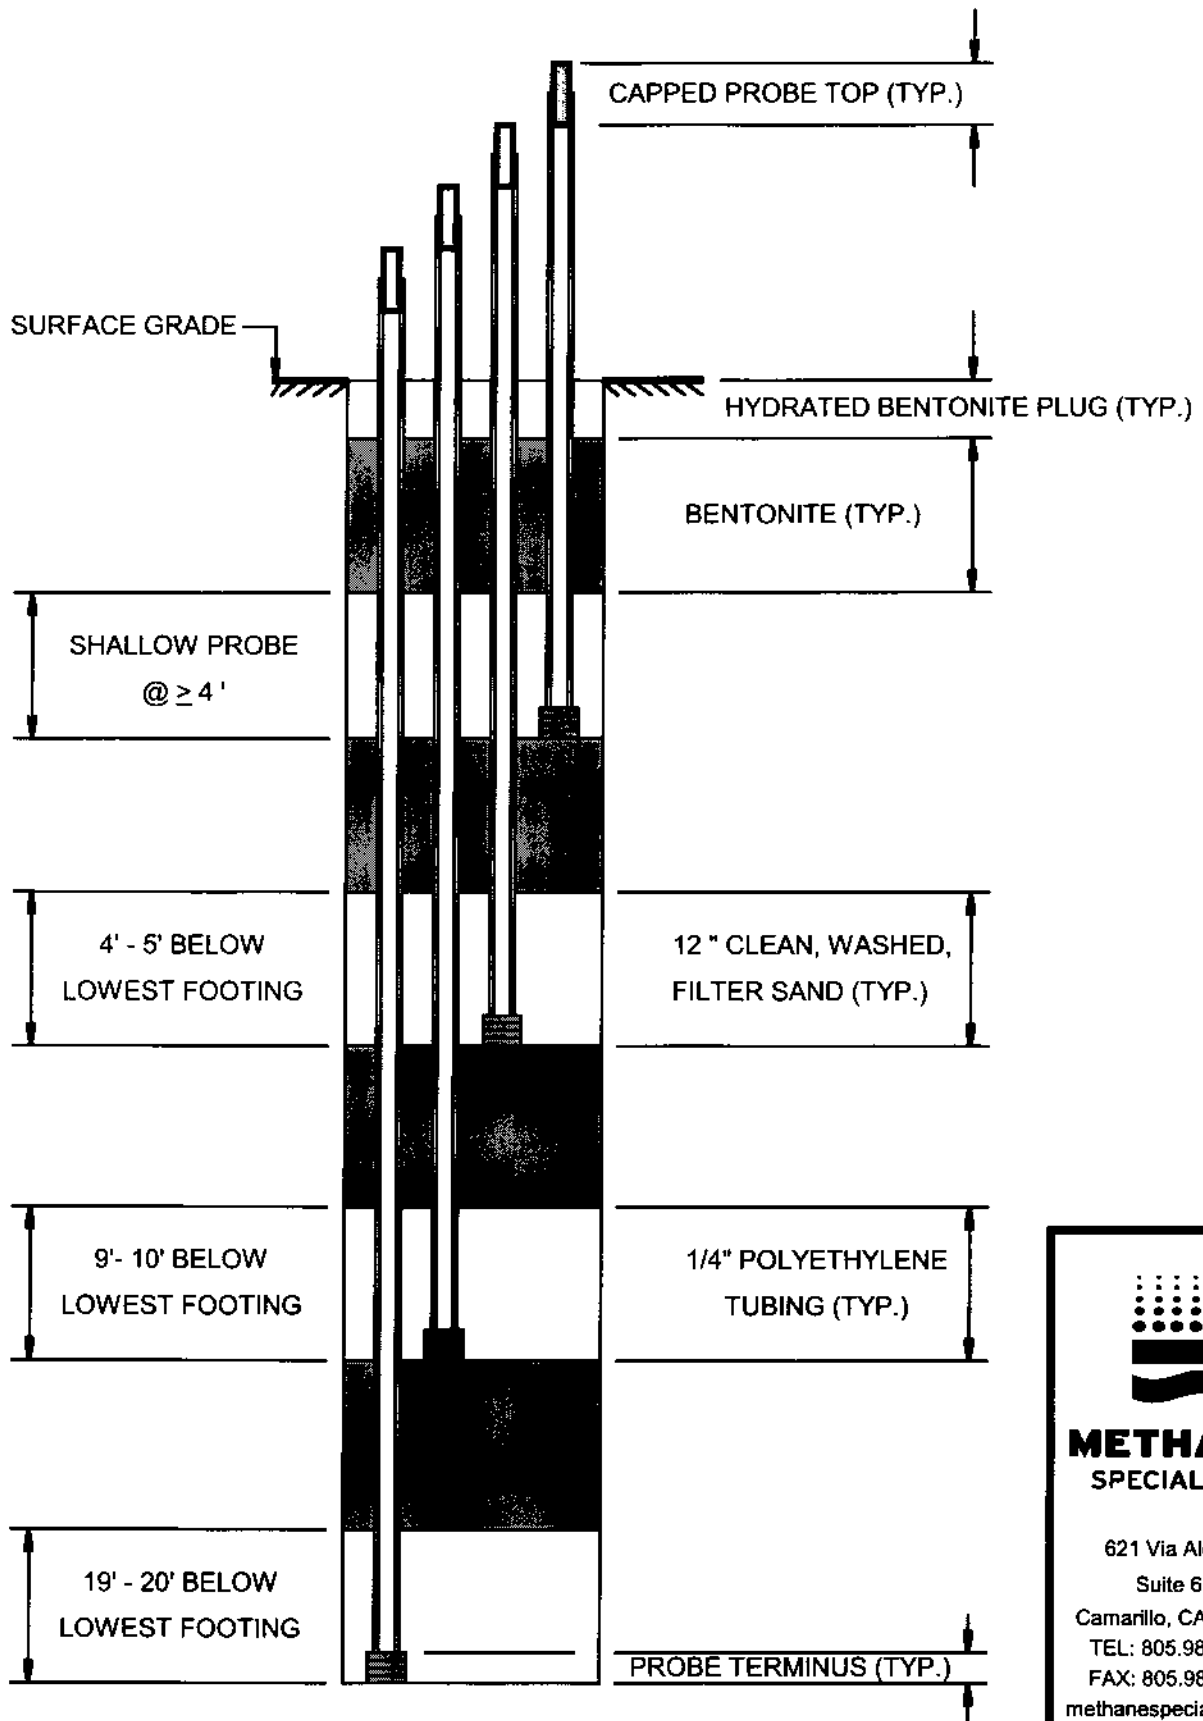 CAPPED PROBE TOP (TYP.)
SURFACE GRADE
HYDRATED BENTONITE PLUG (TYP.)
BENTONITE (TYP.)
SHALLOW PROBE
@ ≥ 4 '
4' - 5' BELOW
LOWEST FOOTING
12 " CLEAN, WASHED,
FILTER SAND (TYP.)
9'- 10' BELOW
LOWEST FOOTING
1/4" POLYETHYLENE
TUBING (TYP.)
19' - 20' BELOW
LOWEST FOOTING
PROBE TERMINUS (TYP.)
SPECIAL
621 Via
Suite 6
Camarillo, CA
TEL: 805.98
FAX: 805.98